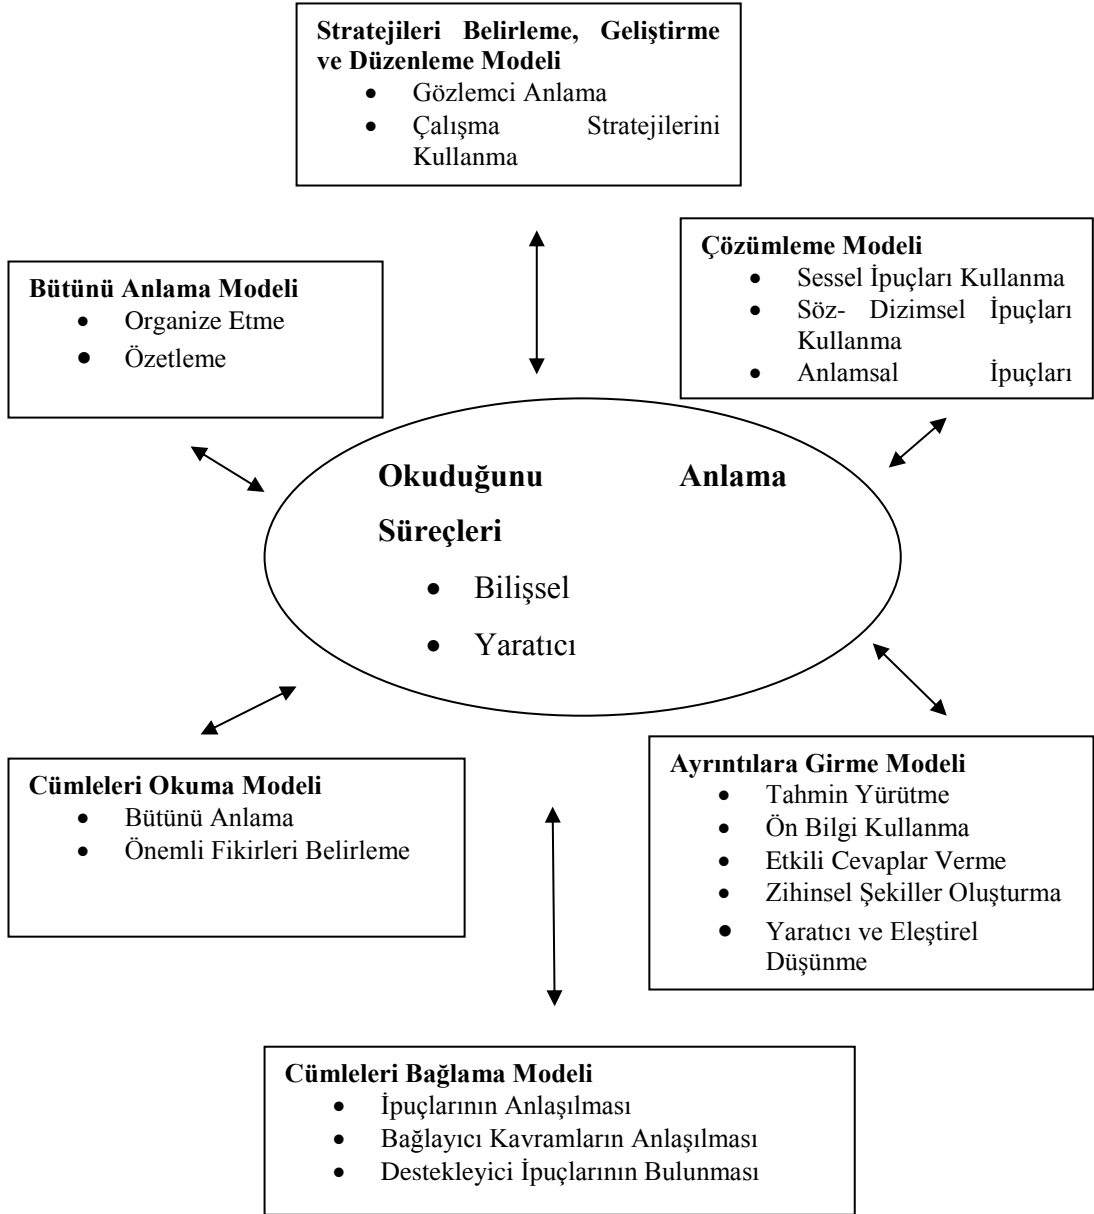 Stratejileri Belirleme, Geliştirme
ve Düzenleme Modeli
• Gözlemci Anlama
• Çalışma Stratejilerini
Kullanma
Çözümleme Modeli
• Sessel İpuçları Kullanma
• Söz- Dizimsel İpuçları
Kullanma
• Anlamsal İpuçları
Bütünü Anlama Modeli
• Organize Etme
• Özetleme
Okuduğunu Anlama
Süreçleri
• Bilişsel
• Yaratıcı
Cümleleri Okuma Modeli
• Bütünü Anlama
• Önemli Fikirleri Belirleme
Ayrıntılara Girme Modeli
• Tahmin Yürütme
• Ön Bilgi Kullanma
• Etkili Cevaplar Verme
• Zihinsel Şekiller Oluşturma
• Yaratıcı ve Eleştirel
Düşünme
Cümleleri Bağlama Modeli
• İpuçlarının Anlaşılması
• Bağlayıcı Kavramların Anlaşılması
• Destekleyici İpuçlarının Bulunması